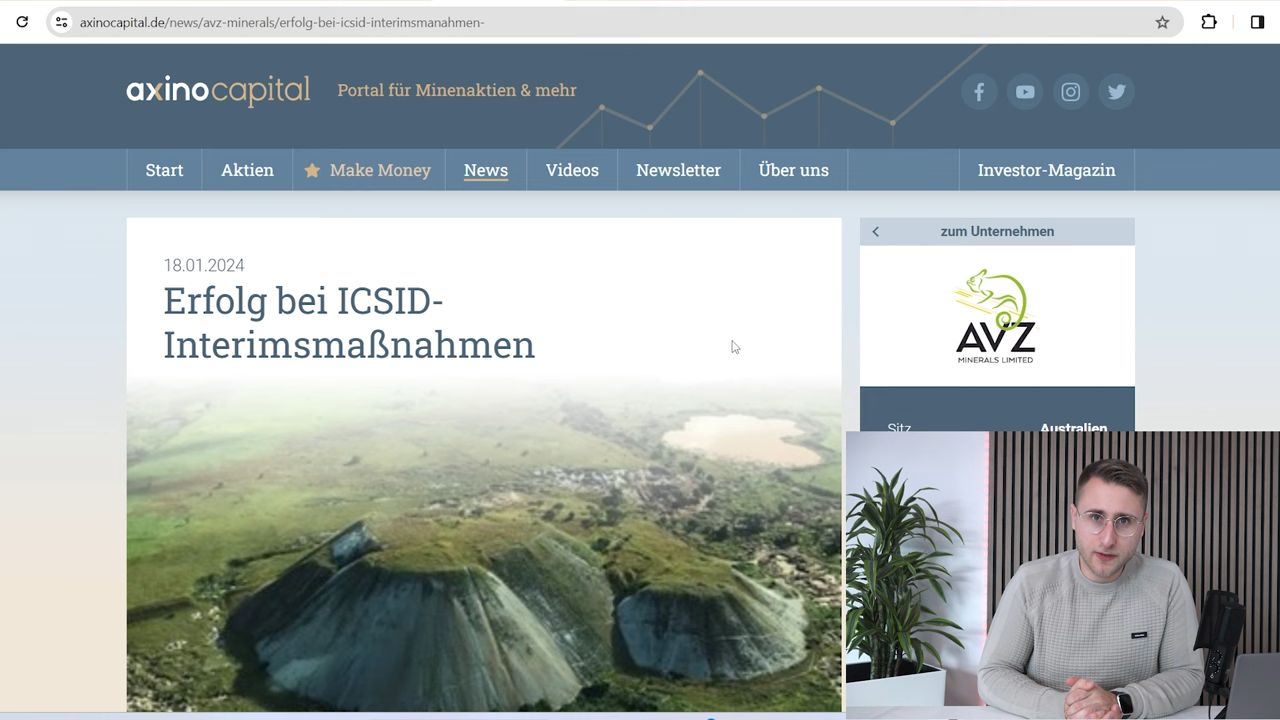 axinocapital.de/news/avz-minerals/erfolg-bei-icsid-interimsmanahmen-
axinocapital
Portal für Minenaktien & mehr
Start
Aktien
Make Money
News
Videos
Newsletter
Über uns
Investor-Magazin
18.01.2024
Erfolg bei ICSID-
Interimsmaßnahmen
zum Unternehmen
AVZ
MINERALS LIMITED
Sitz
Australien